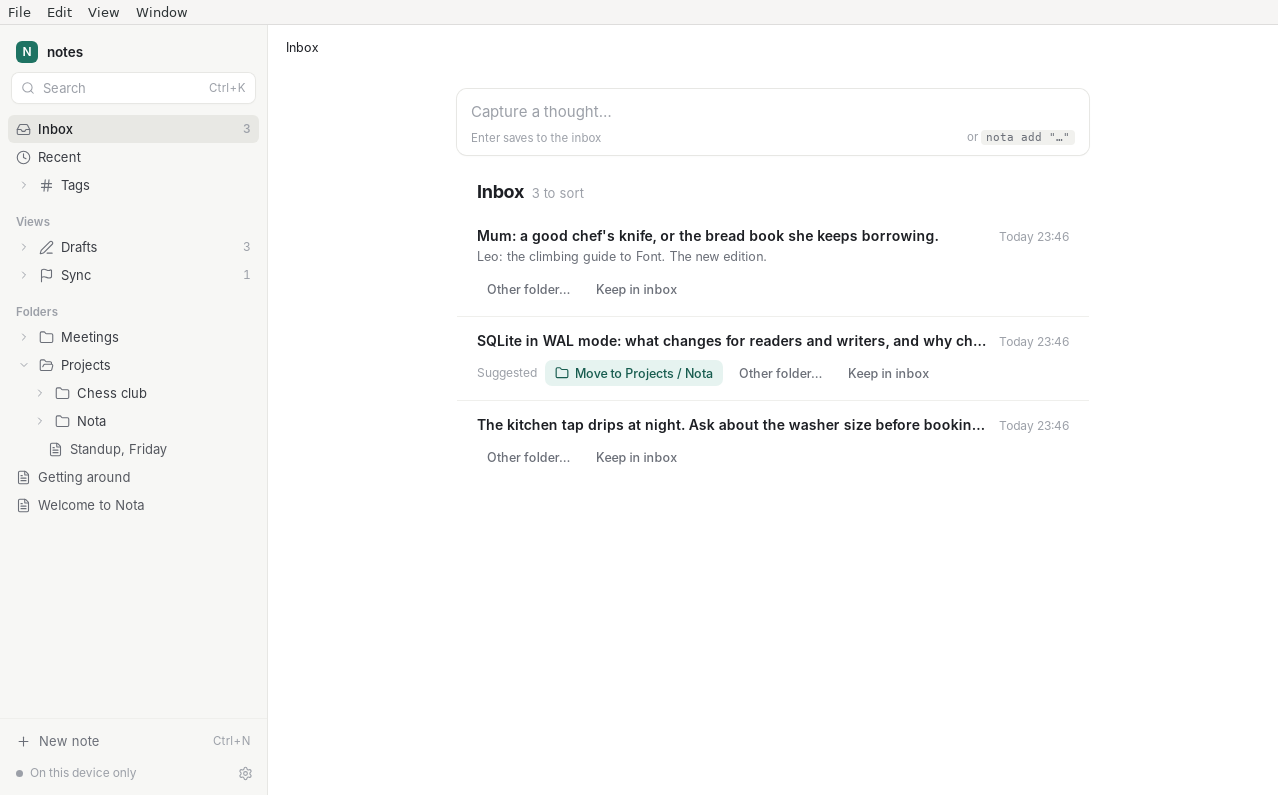 File Edit View Window
N notes
Search Ctrl+K
Inbox 3
Recent
Tags
Views
Drafts 3
Sync 1
Folders
Meetings
Projects
Chess club
Nota
Standup, Friday
Getting around
Welcome to Nota
New note Ctrl+N
On this device only
Inbox
Capture a thought...
Enter saves to the inbox or nota add "…"
Inbox 3 to sort
Mum: a good chef's knife, or the bread book she keeps borrowing. Today 23:46
Leo: the climbing guide to Font. The new edition.
Other folder... Keep in inbox
SQLite in WAL mode: what changes for readers and writers, and why ch... Today 23:46
Suggested Move to Projects / Nota Other folder... Keep in inbox
The kitchen tap drips at night. Ask about the washer size before bookin... Today 23:46
Other folder... Keep in inbox